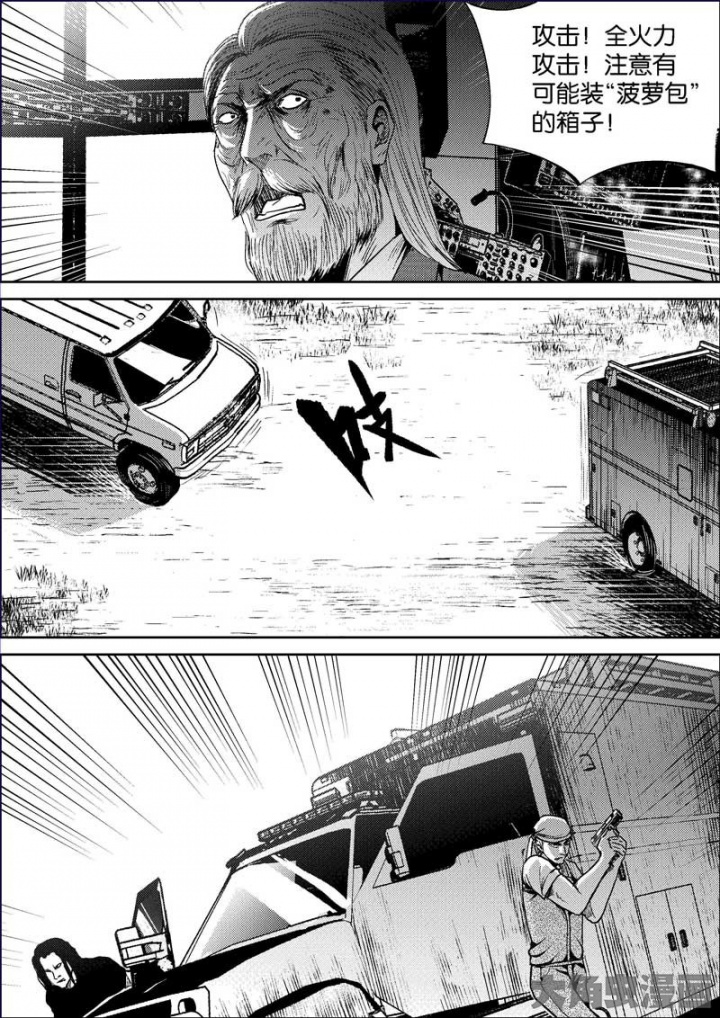 攻击！全火力
攻击！注意有
可能装“菠萝包”
的箱子！
吱
大角虫漫画